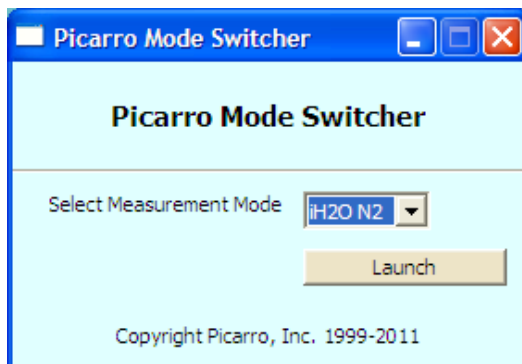 Picarro Mode Switcher
Picarro Mode Switcher
Select Measurement Mode iH2O N2
Launch
Copyright Picarro, Inc. 1999-2011